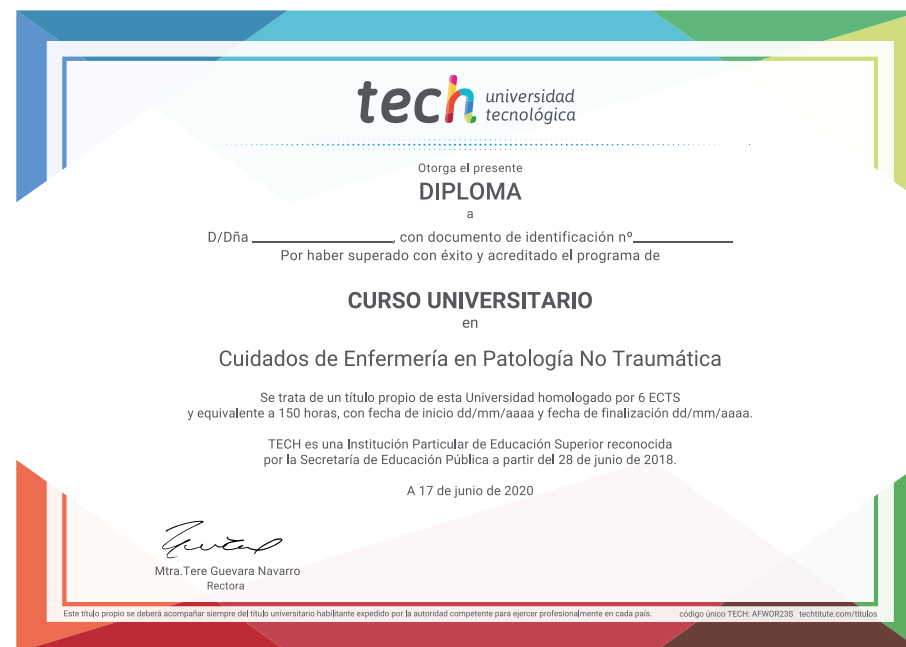 tech universidad
tecnológica
Otorga el presente
DIPLOMA
a
D/Dña ____________________, con documento de identificación nº______________
Por haber superado con éxito y acreditado el programa de
CURSO UNIVERSITARIO
en
Cuidados de Enfermería en Patología No Traumática
Se trata de un título propio de esta Universidad homologado por 6 ECTS
y equivalente a 150 horas, con fecha de inicio dd/mm/aaaa y fecha de finalización dd/mm/aaaa.
TECH es una Institución Particular de Educación Superior reconocida
por la Secretaría de Educación Pública a partir del 28 de junio de 2018.
A 17 de junio de 2020
Mtra.Tere Guevara Navarro
Rectora
Este título propio se deberá acompañar siempre del título universitario habilitante expedido por la autoridad competente para ejercer profesionalmente en cada país. código único TECH: AFWOR23S techtitute.com/titulos